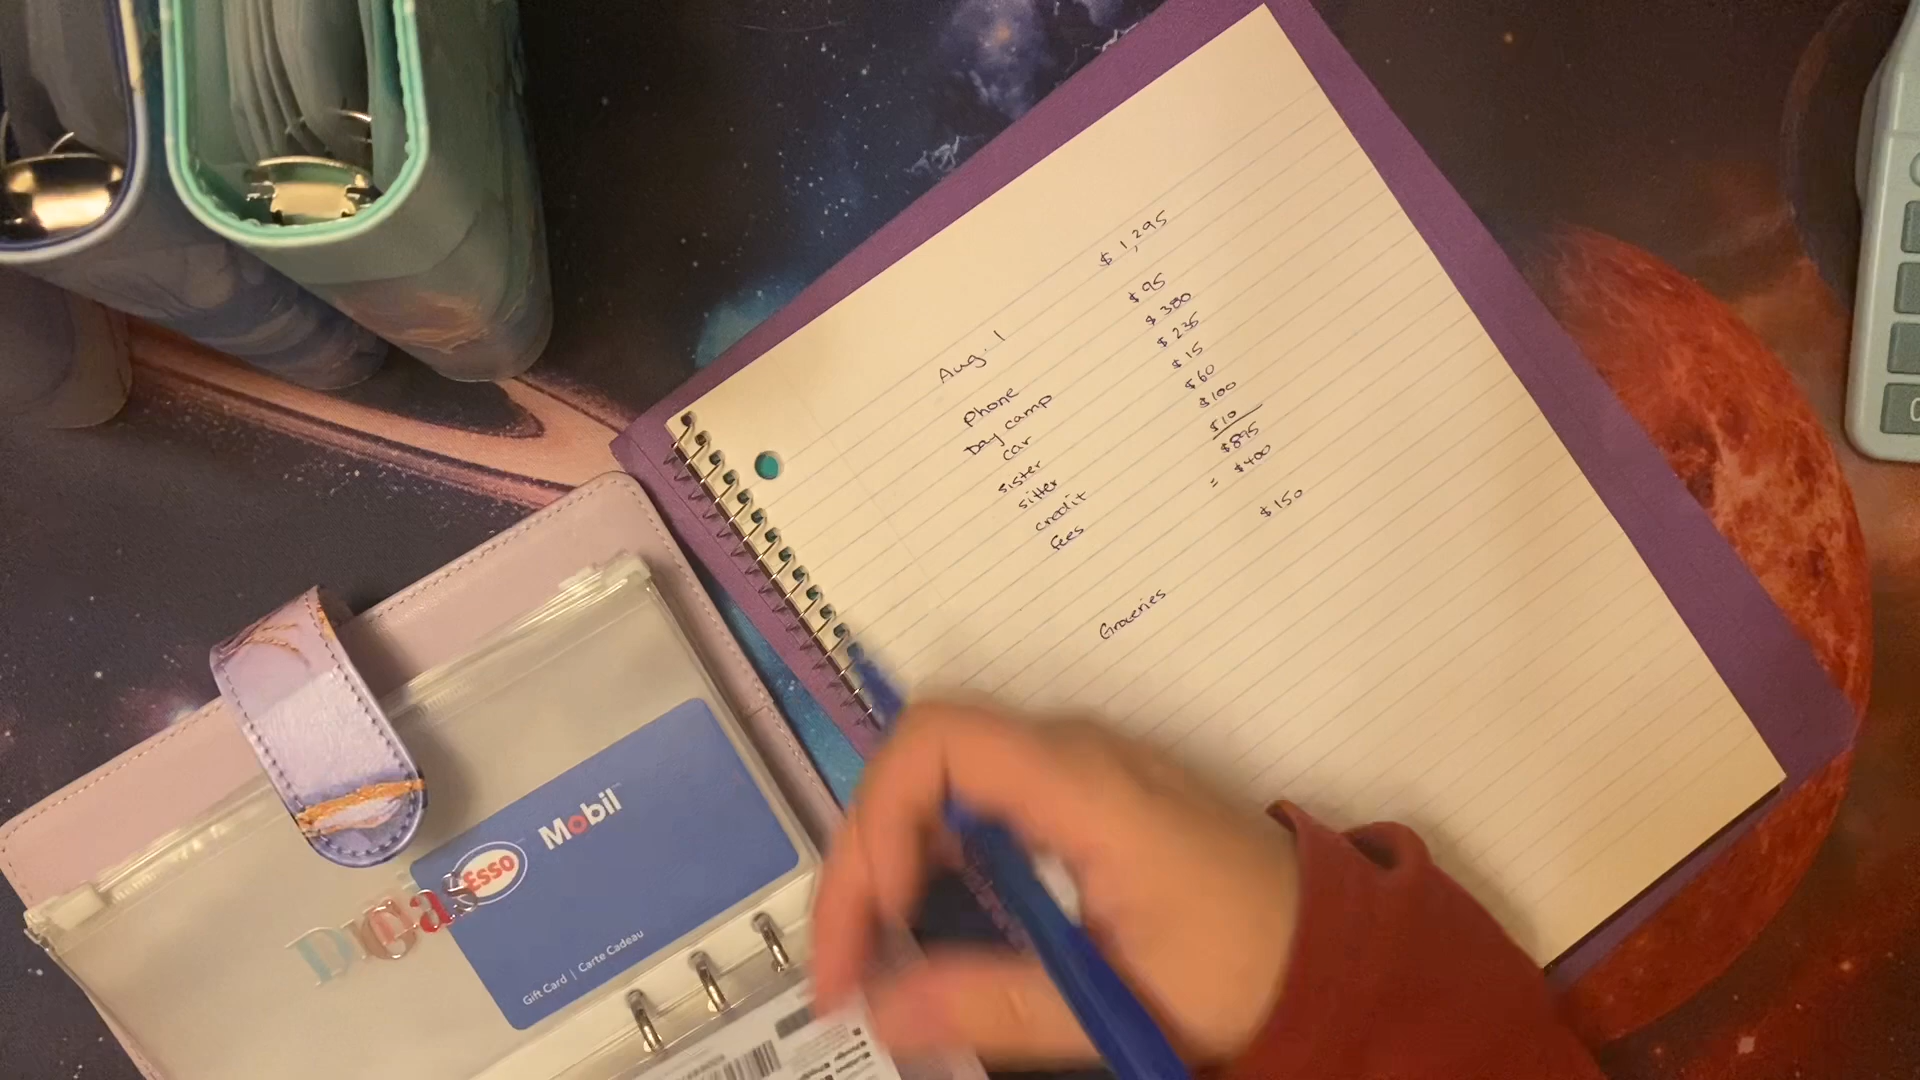 Aug. 1 $1,295
Phone $95
Day camp $380
car $235
sister $15
sitter $60
credit $100
fees $10
$895
= $400
Groceries $150
Mobil
Esso
Gas
Gift Card | Carte Cadeau